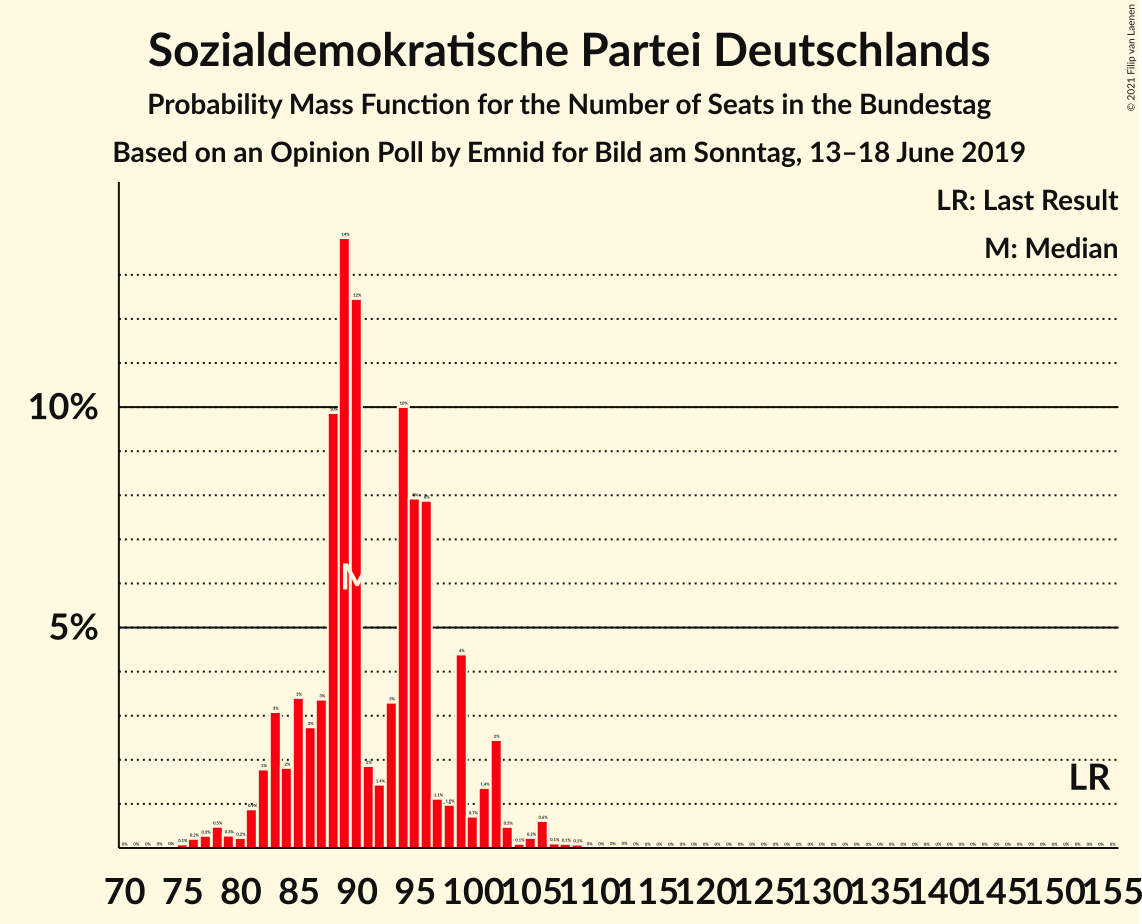 Sozialdemokratische Partei Deutschlands
Probability Mass Function for the Number of Seats in the Bundestag
Based on an Opinion Poll by Emnid for Bild am Sonntag, 13–18 June 2019
© 2021 Filip van Laenen
LR: Last Result
M: Median
10%
5%
M
LR
70 75 80 85 90 95 100 105 110 115 120 125 130 135 140 145 150 155